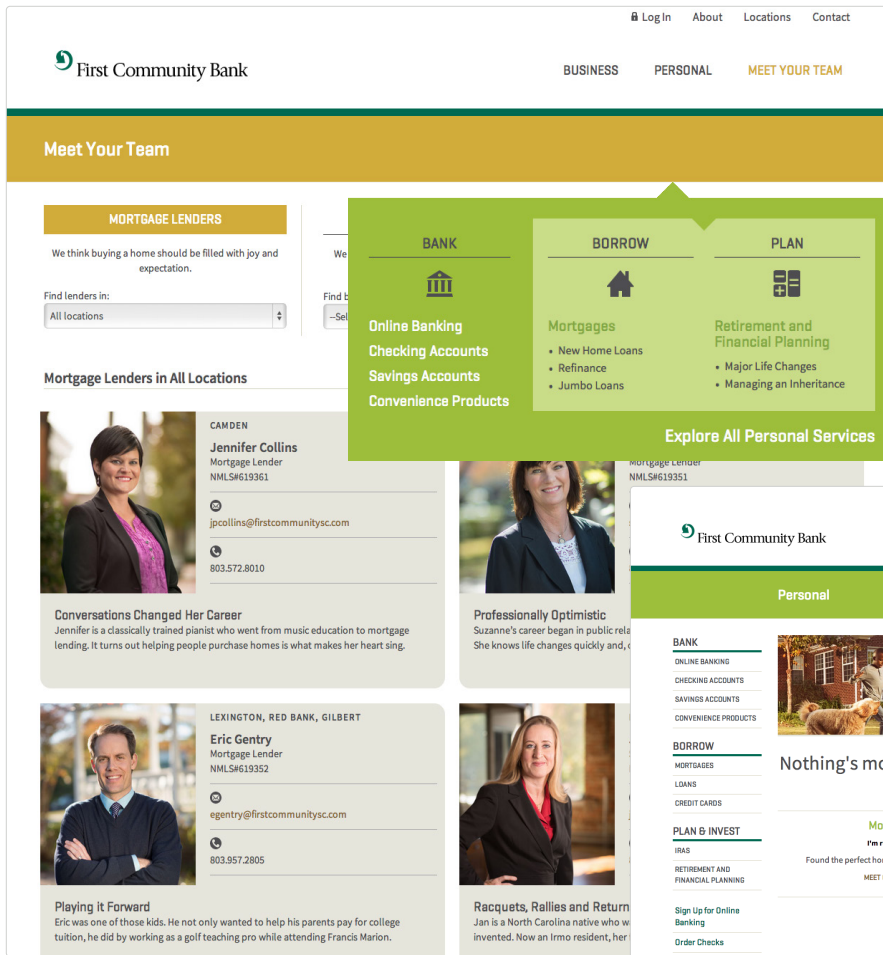 Log In About Locations Contact
First Community Bank
BUSINESS PERSONAL MEET YOUR TEAM
Meet Your Team
MORTGAGE LENDERS
We think buying a home should be filled with joy and
expectation.
Find lenders in:
All locations
We
Find b
--Sel
BANK
Online Banking
Checking Accounts
Savings Accounts
Convenience Products
BORROW
Mortgages
• New Home Loans
• Refinance
• Jumbo Loans
PLAN
Retirement and
Financial Planning
• Major Life Changes
• Managing an Inheritance
Explore All Personal Services
Mortgage Lenders in All Locations
CAMDEN
Jennifer Collins
Mortgage Lender
NMLS#619361
jpcollins@firstcommunitysc.com
803.572.8010
Conversations Changed Her Career
Jennifer is a classically trained pianist who went from music education to mortgage
lending. It turns out helping people purchase homes is what makes her heart sing.
Mortgage Lender
NMLS#619351
Professionally Optimistic
Suzanne's career began in public rela
She knows life changes quickly and,
LEXINGTON, RED BANK, GILBERT
Eric Gentry
Mortgage Lender
NMLS#619352
egentry@firstcommunitysc.com
803.957.2805
Playing it Forward
Eric was one of those kids. He not only wanted to help his parents pay for college
tuition, he did by working as a golf teaching pro while attending Francis Marion.
Racquets, Rallies and Return
Jan is a North Carolina native who w
invented. Now an Irmo resident, her
First Community Bank
Personal
BANK
ONLINE BANKING
CHECKING ACCOUNTS
SAVINGS ACCOUNTS
CONVENIENCE PRODUCTS
BORROW
MORTGAGES
LOANS
CREDIT CARDS
PLAN & INVEST
IRAS
RETIREMENT AND
FINANCIAL PLANNING
Sign Up for Online
Banking
Order Checks
Nothing's mo
Mo
I'm r
Found the perfect ho
MEET